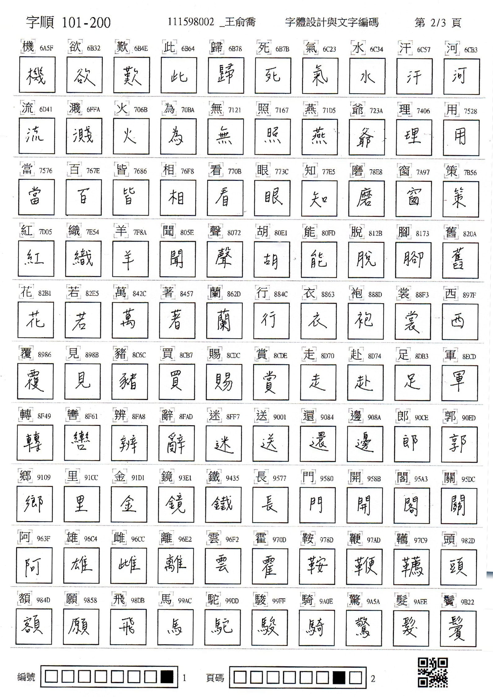 字順 101-200 111598002 _王俞喬 字體設計與文字編碼 第 2/3 頁
機 6A5F 欲 6B32 歎 6B4E 此 6B64 歸 6B78 死 6B7B 氣 6C23 水 6C34 汗 6C57 河 6CB3
機 欲 歎 此 歸 死 氣 水 汗 河
流 6D41 濺 6FFA 火 706B 為 70BA 無 7121 照 7167 燕 71D5 爺 723A 理 7406 用 7528
流 濺 火 為 無 照 燕 爺 理 用
當 7576 百 767E 皆 7686 相 76F8 看 770B 眼 773C 知 77E5 磨 78E8 窗 7A97 策 7B56
當 百 皆 相 看 眼 知 磨 窗 策
紅 7D05 織 7E54 羊 7F8A 聞 805E 聲 8072 胡 80E1 能 80FD 脫 812B 腳 8173 舊 820A
紅 織 羊 聞 聲 胡 能 脫 腳 舊
花 82B1 若 82E5 萬 842C 著 8457 蘭 862D 行 884C 衣 8863 袍 888D 裳 88F3 西 897F
花 若 萬 著 蘭 行 衣 袍 裳 西
覆 8986 見 898B 豬 8C6C 買 8CB7 賜 8CDC 賞 8CDE 走 8D70 赴 8D74 足 8DB3 軍 8ECD
覆 見 豬 買 賜 賞 走 赴 足 軍
轉 8F49 轡 8F61 辨 8FA8 辭 8FAD 迷 8FF7 送 9001 還 9084 邊 908A 郎 90CE 郭 90ED
轉 轡 辨 辭 迷 送 還 邊 郎 郭
鄉 9109 里 91CC 金 91D1 鏡 93E1 鐵 9435 長 9577 門 9580 開 958B 閣 95A3 關 95DC
鄉 里 金 鏡 鐵 長 門 開 閣 關
阿 963F 雄 96C4 雌 96CC 離 96E2 雲 96F2 霍 970D 鞍 978D 鞭 97AD 韉 97C9 頭 982D
阿 雄 雌 離 雲 霍 鞍 鞭 韉 頭
額 984D 願 9858 飛 98DB 馬 99AC 駝 99DD 駿 99FF 騎 9A0E 驚 9A5A 髮 9AFE 鬢 9B22
額 願 飛 馬 駝 駿 騎 驚 髮 鬢
編號 1 頁碼 2